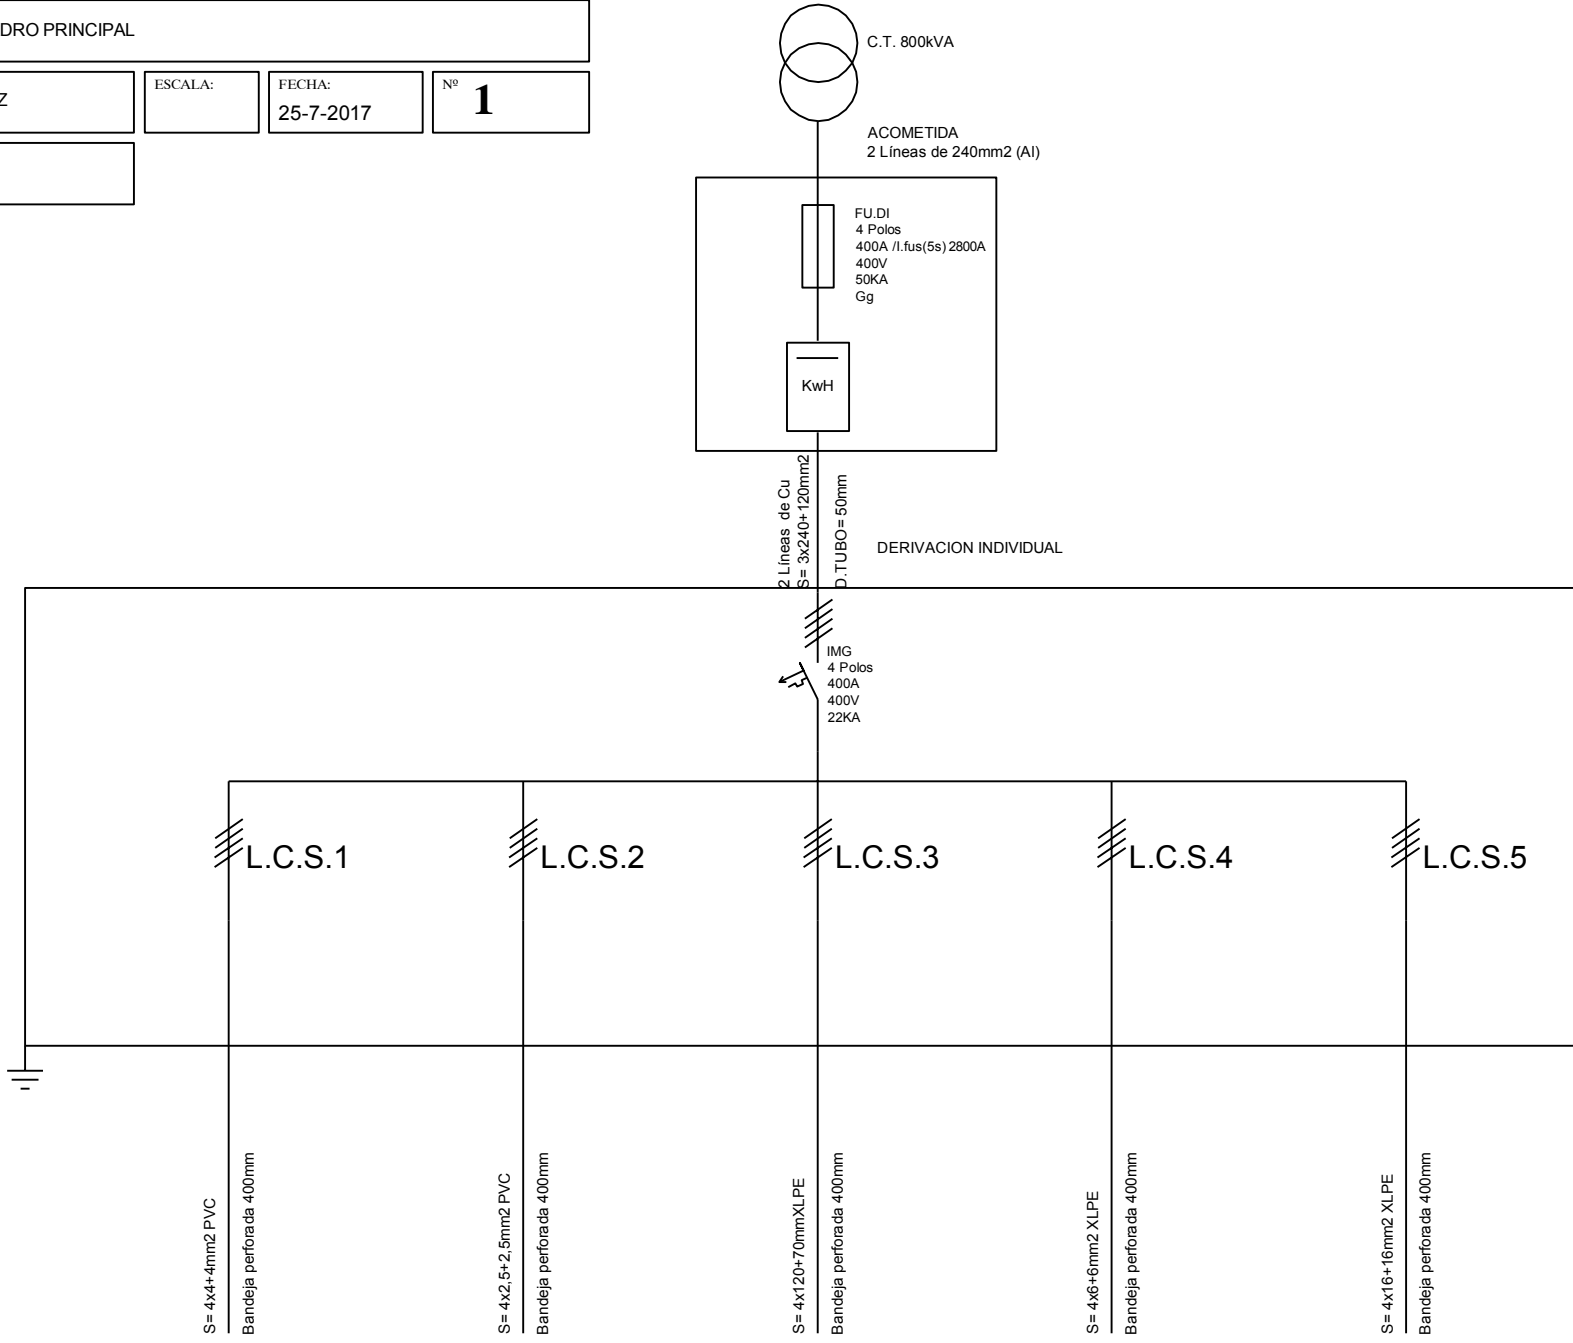 DRO PRINCIPAL
Z
ESCALA:
FECHA:
25-7-2017
Nº 1
C.T. 800kVA
ACOMETIDA
2 Líneas de 240mm2 (Al)
FU.DI
4 Polos
400A /I.fus(5s) 2800A
400V
50KA
Gg
KwH
2 Líneas de Cu
S= 3x240+120mm2
D.TUBO= 50mm
DERIVACION INDIVIDUAL
IMG
4 Polos
400A
400V
22KA
L.C.S.1
L.C.S.2
L.C.S.3
L.C.S.4
L.C.S.5
S= 4x4+4mm2 PVC
Bandeja perforada 400mm
S= 4x2,5+2,5mm2 PVC
Bandeja perforada 400mm
S= 4x120+70mmXLPE
Bandeja perforada 400mm
S= 4x6+6mm2 XLPE
Bandeja perforada 400mm
S= 4x16+16mm2 XLPE
Bandeja perforada 400mm